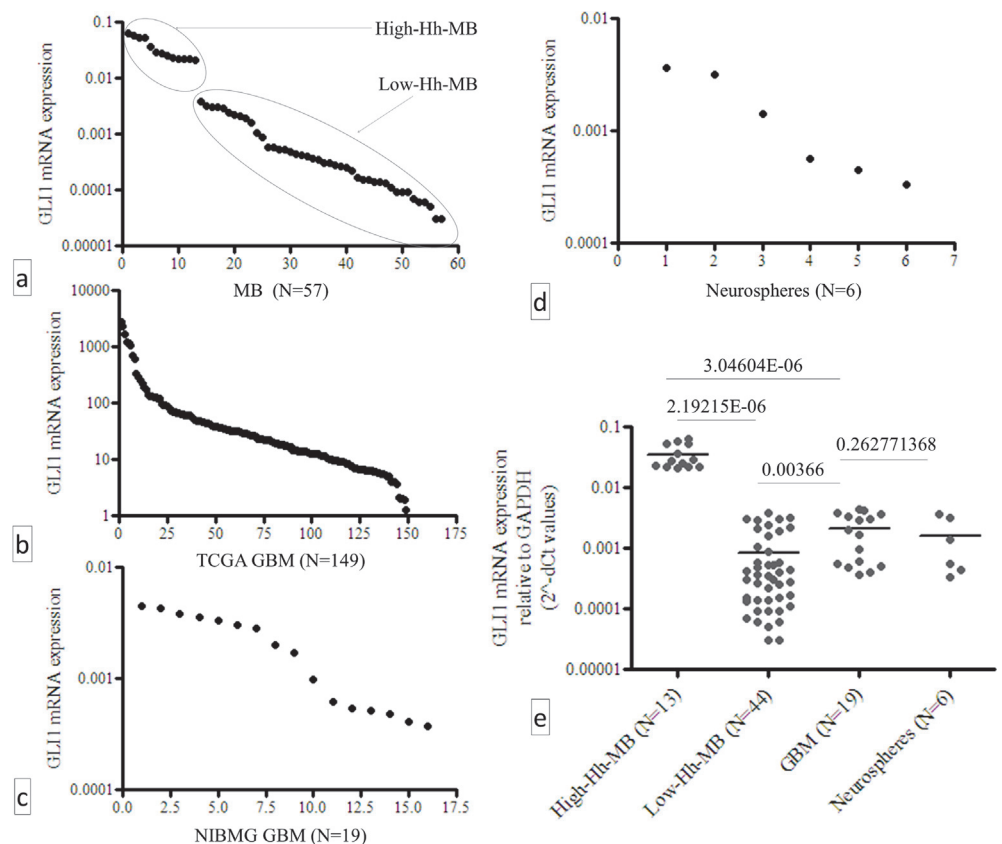 0.1
0.01
0.001
0.0001
0.00001
GLI1 mRNA expression
High-Hh-MB
Low-Hh-MB
0 10 20 30 40 50 60
MB (N=57)
a
10000
1000
100
10
1
GLI1 mRNA expression
0 25 50 75 100 125 150 175
TCGA GBM (N=149)
b
0.01
0.001
0.0001
GLI1 mRNA expression
0.0 2.5 5.0 7.5 10.0 12.5 15.0 17.5
NIBMG GBM (N=19)
c
0.01
0.001
0.0001
GLI1 mRNA expression
0 1 2 3 4 5 6 7
Neurospheres (N=6)
d
3.04604E-06
2.19215E-06
0.262771368
0.00366
0.1
0.01
0.001
0.0001
0.00001
GLI1 mRNA expression
relative to GAPDH
(2^-dCt values)
High-Hh-MB (N=13)
Low-Hh-MB (N=44)
GBM (N=19)
Neurospheres (N=6)
e